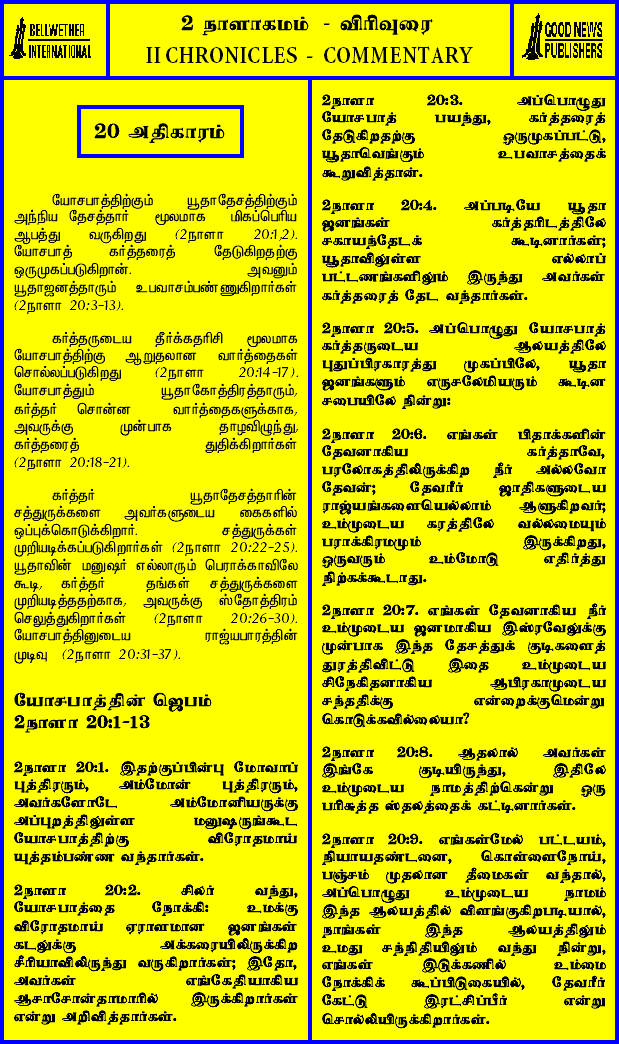 BELLWETHER
INTERNATIONAL
2 நாளாகமம் - விரிவுரை
II CHRONICLES - COMMENTARY
GOOD NEWS
PUBLISHERS
20 அதிகாரம்
யோசபாத்திற்கும் யூதாதேசத்திற்கும்
அந்நிய தேசத்தார் மூலமாக மிகப்பெரிய
ஆபத்து வருகிறது (2நாளா 20:1,2).
யோசபாத் கர்த்தரைத் தேடுகிறதற்கு
ஒருமுகப்படுகிறான். அவனும்
யூதாஜனத்தாரும் உபவாசம்பண்ணுகிறார்கள்
(2நாளா 20:3-13).
கர்த்தருடைய தீர்க்கதரிசி மூலமாக
யோசபாத்திற்கு ஆறுதலான வார்த்தைகள்
சொல்லப்படுகிறது (2நாளா 20:14-17).
யோசபாத்தும் யூதாகோத்திரத்தாரும்,
கர்த்தர் சொன்ன வார்த்தைகளுக்காக,
அவருக்கு முன்பாக தாழவிழுந்து,
கர்த்தரைத் துதிக்கிறார்கள்
(2நாளா 20:18-21).
கர்த்தர் யூதாதேசத்தாரின்
சத்துருக்களை அவர்களுடைய கைகளில்
ஒப்புக்கொடுக்கிறார். சத்துருக்கள்
முறியடிக்கப்படுகிறார்கள் (2நாளா 20:22-25).
யூதாவின் மனுஷர் எல்லாரும் பெராக்காவிலே
கூடி, கர்த்தர் தங்கள் சத்துருக்களை
முறியடித்ததற்காக, அவருக்கு ஸ்தோத்திரம்
செலுத்துகிறார்கள் (2நாளா 20:26-30).
யோசபாத்தினுடைய ராஜ்யபாரத்தின்
முடிவு (2நாளா 20:31-37).
யோசபாத்தின் ஜெபம்
2நாளா 20:1-13
2நாளா 20:1. இதற்குப்பின்பு மோவாப்
புத்திரரும், அம்மோன் புத்திரரும்,
அவர்களோடே அம்மோனியருக்கு
அப்புறத்திலுள்ள மனுஷருங்கூட
யோசபாத்திற்கு விரோதமாய்
யுத்தம்பண்ண வந்தார்கள்.
2நாளா 20:2. சிலர் வந்து,
யோசபாத்தை நோக்கி: உமக்கு
விரோதமாய் ஏராளமான ஜனங்கள்
கடலுக்கு அக்கரையிலிருக்கிற
சீரியாவிலிருந்து வருகிறார்கள்; இதோ,
அவர்கள் எங்கேதியாகிய
ஆசாசோன்தாமாரில் இருக்கிறார்கள்
என்று அறிவித்தார்கள்.
2நாளா 20:3. அப்பொழுது
யோசபாத் பயந்து, கர்த்தரைத்
தேடுகிறதற்கு ஒருமுகப்பட்டு,
யூதாவெங்கும் உபவாசத்தைக்
கூறுவித்தான்.
2நாளா 20:4. அப்படியே யூதா
ஜனங்கள் கர்த்தரிடத்திலே
சகாயந்தேடக் கூடினார்கள்;
யூதாவிலுள்ள எல்லாப்
பட்டணங்களிலும் இருந்து அவர்கள்
கர்த்தரைத் தேட வந்தார்கள்.
2நாளா 20:5. அப்பொழுது யோசபாத்
கர்த்தருடைய ஆலயத்திலே
புதுப்பிரகாரத்து முகப்பிலே, யூதா
ஜனங்களும் எருசலேமியரும் கூடின
சபையிலே நின்று:
2நாளா 20:6. எங்கள் பிதாக்களின்
தேவனாகிய கர்த்தாவே,
பரலோகத்திலிருக்கிற நீர் அல்லவோ
தேவன்; தேவரீர் ஜாதிகளுடைய
ராஜ்யங்களையெல்லாம் ஆளுகிறவர்;
உம்முடைய கரத்திலே வல்லமையும்
பராக்கிரமமும் இருக்கிறது,
ஒருவரும் உம்மோடு எதிர்த்து
நிற்கக்கூடாது.
2நாளா 20:7. எங்கள் தேவனாகிய நீர்
உம்முடைய ஜனமாகிய இஸ்ரவேலுக்கு
முன்பாக இந்த தேசத்துக் குடிகளைத்
துரத்திவிட்டு இதை உம்முடைய
சிநேகிதனாகிய ஆபிரகாமுடைய
சந்ததிக்கு என்றைக்குமென்று
கொடுக்கவில்லையா?
2நாளா 20:8. ஆதலால் அவர்கள்
இங்கே குடியிருந்து, இதிலே
உம்முடைய நாமத்திற்கென்று ஒரு
பரிசுத்த ஸ்தலத்தைக் கட்டினார்கள்.
2நாளா 20:9. எங்கள்மேல் பட்டயம்,
நியாயதண்டனை, கொள்ளைநோய்,
பஞ்சம் முதலான தீமைகள் வந்தால்,
அப்பொழுது உம்முடைய நாமம்
இந்த ஆலயத்தில் விளங்குகிறபடியால்,
நாங்கள் இந்த ஆலயத்திலும்
உமது சந்நிதியிலும் வந்து நின்று,
எங்கள் இடுக்கணில் உம்மை
நோக்கிக் கூப்பிடுகையில், தேவரீர்
கேட்டு இரட்சிப்பீர் என்று
சொல்லியிருக்கிறார்கள்.